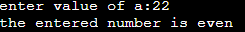 enter value of a:22
the entered number is even